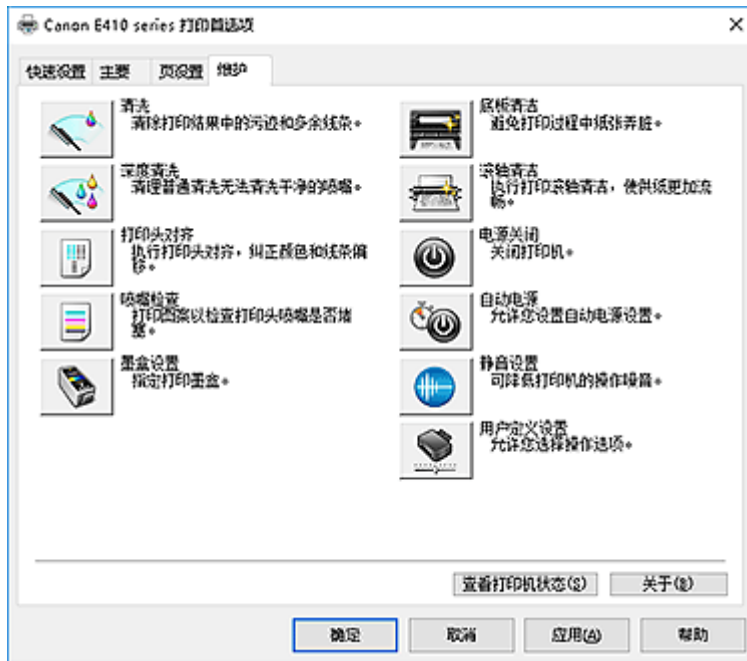 Canon E410 series 打印首选项
快速设置 主要 页设置 维护
清洗
清除打印结果中的污迹和多余线条。
深度清洗
清理普通清洗无法清洗干净的喷嘴。
打印头对齐
执行打印头对齐，纠正颜色和线条偏
移。
喷嘴检查
打印图案以检查打印头喷嘴是否堵
塞。
墨盒设置
指定打印墨盒。
底板清洁
避免打印过程中纸张弄脏。
滚轴清洁
执行打印滚轴清洁，使供纸更加流
畅。
电源关闭
关闭打印机。
自动电源
允许您设置自动电源设置。
静音设置
可降低打印机的操作噪音。
用户定义设置
允许您选择操作选项。
查看打印机状态(S) 关于(B)
确定 取消 应用(A) 帮助